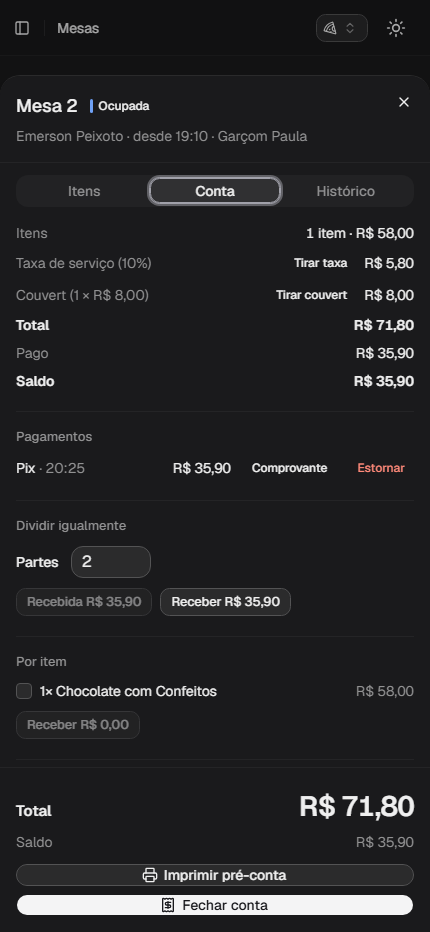 Mesas
Mesa 2 Ocupada
Emerson Peixoto · desde 19:10 · Garçom Paula
Itens Conta Histórico
Itens 1 item · R$ 58,00
Taxa de serviço (10%) Tirar taxa R$ 5,80
Couvert (1 × R$ 8,00) Tirar couvert R$ 8,00
Total R$ 71,80
Pago R$ 35,90
Saldo R$ 35,90
Pagamentos
Pix · 20:25 R$ 35,90 Comprovante Estornar
Dividir igualmente
Partes 2
Recebida R$ 35,90 Receber R$ 35,90
Por item
1× Chocolate com Confeitos R$ 58,00
Receber R$ 0,00
Total R$ 71,80
Saldo R$ 35,90
Imprimir pré-conta
Fechar conta